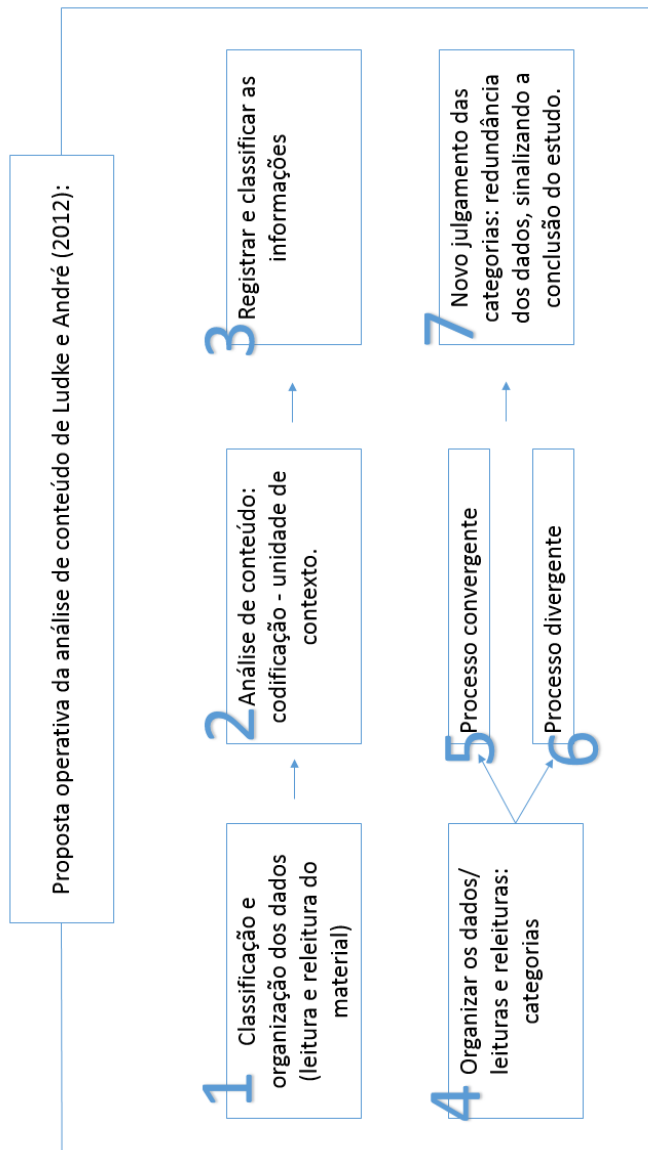 Proposta operativa da análise de conteúdo de Ludke e André (2012):
1 Classificação e
organização dos dados
(leitura e releitura do
material)
2 Análise de conteúdo:
codificação - unidade de
contexto.
3 Registrar e classificar as
informações
4 Organizar os dados/
leituras e releituras:
categorias
5 Processo convergente
6 Processo divergente
7 Novo julgamento das
categorias: redundância
dos dados, sinalizando a
conclusão do estudo.